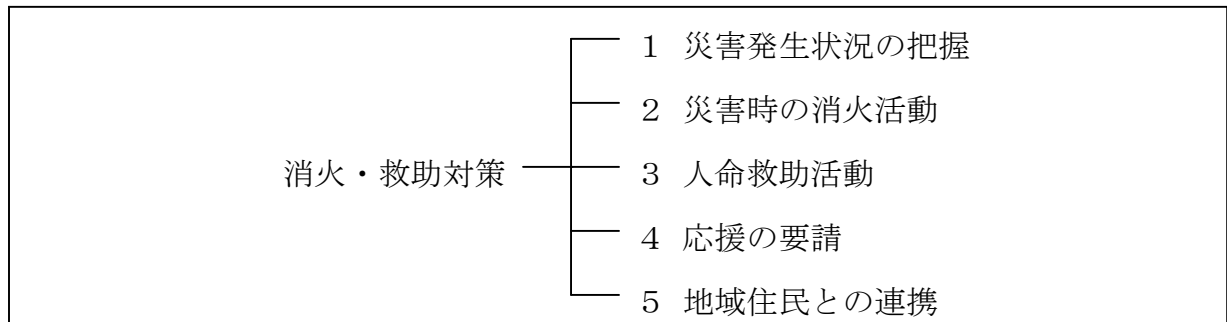 １ 災害発生状況の把握
２ 災害時の消火活動
消火・救助対策
３ 人命救助活動
４ 応援の要請
５ 地域住民との連携